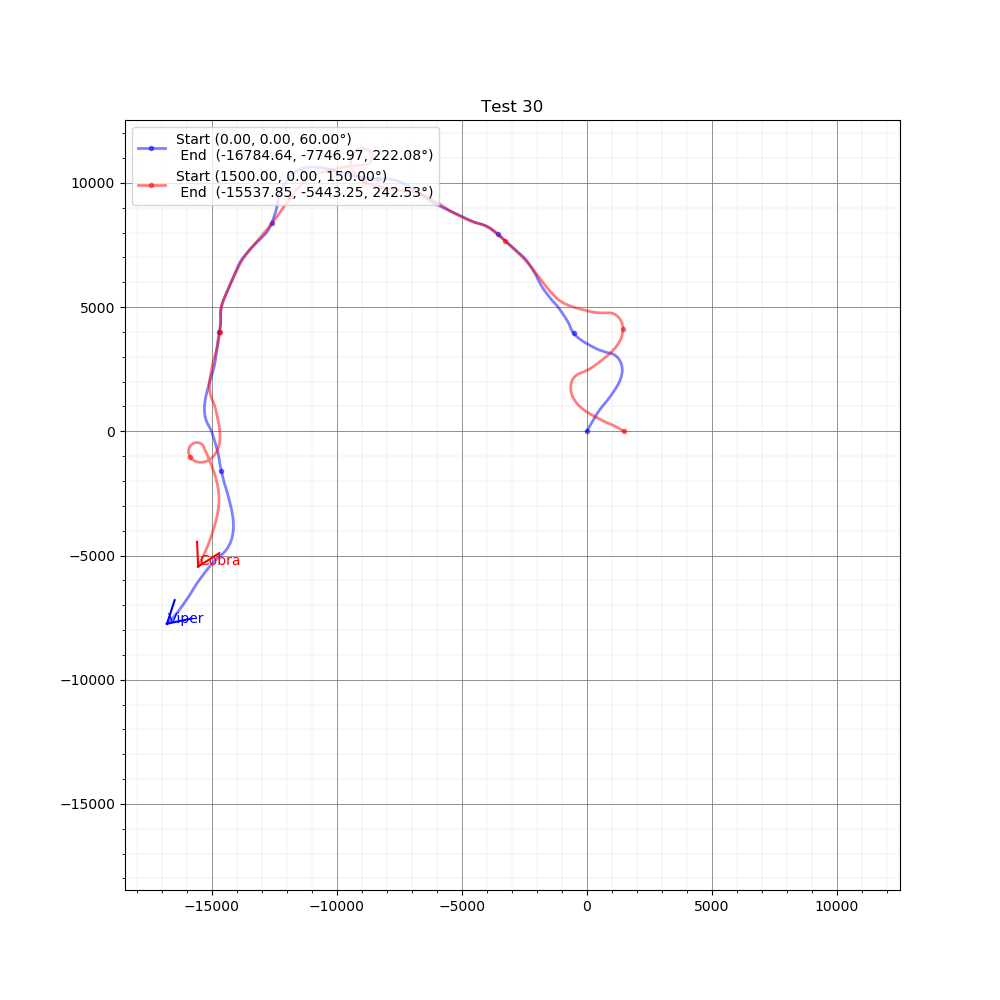 Test 30
Start (0.00, 0.00, 60.00°)
End (-16784.64, -7746.97, 222.08°)
Start (1500.00, 0.00, 150.00°)
End (-15537.85, -5443.25, 242.53°)
10000
5000
0
−5000
−10000
−15000
Cobra
Viper
−15000
−10000
−5000
0
5000
10000